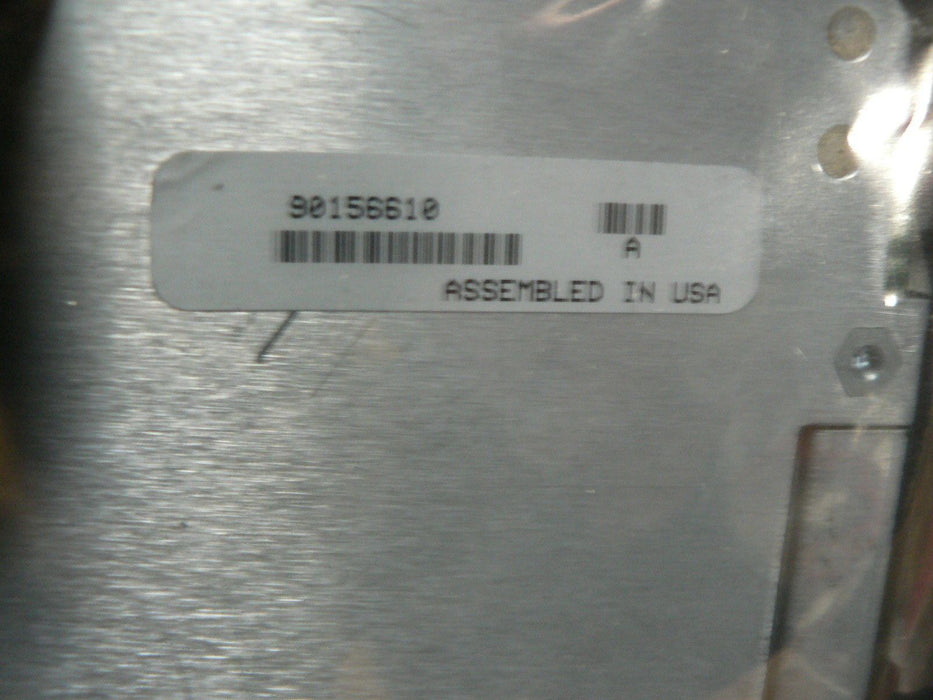 90156610
A
ASSEMBLED IN USA